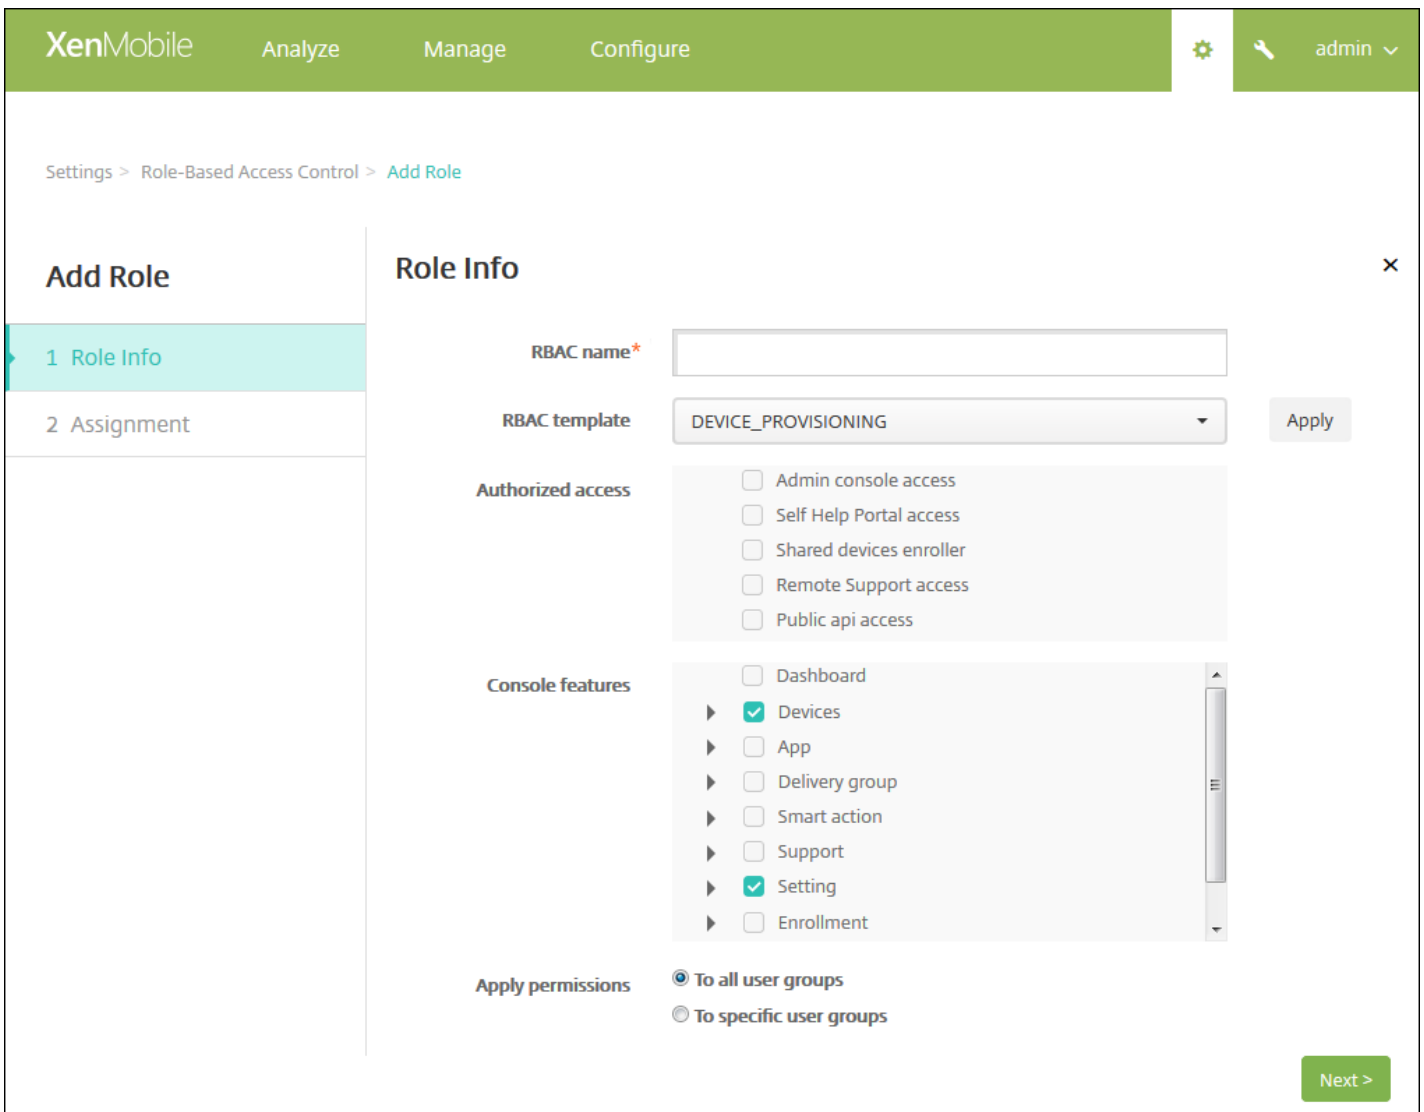 XenMobile Analyze Manage Configure admin
Settings > Role-Based Access Control > Add Role
Add Role
1 Role Info
2 Assignment
Role Info
RBAC name*
RBAC template DEVICE_PROVISIONING Apply
Authorized access
Admin console access
Self Help Portal access
Shared devices enroller
Remote Support access
Public api access
Console features
Dashboard
Devices
App
Delivery group
Smart action
Support
Setting
Enrollment
Apply permissions
To all user groups
To specific user groups
Next >